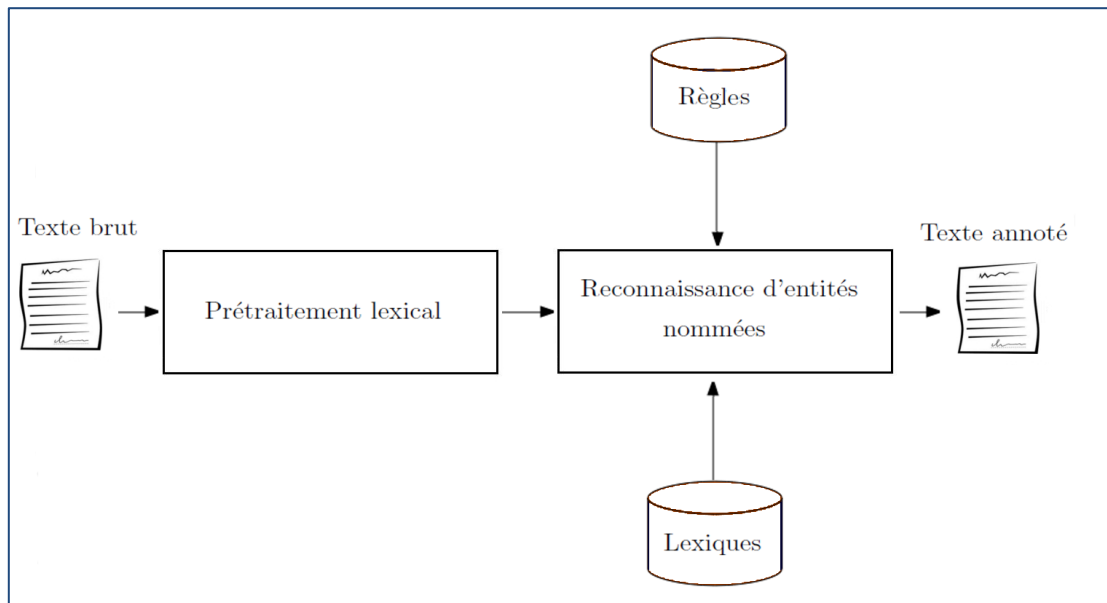 Règles
Texte brut
Texte annoté
Prétraitement lexical
Reconnaissance d'entités
nommées
Lexiques